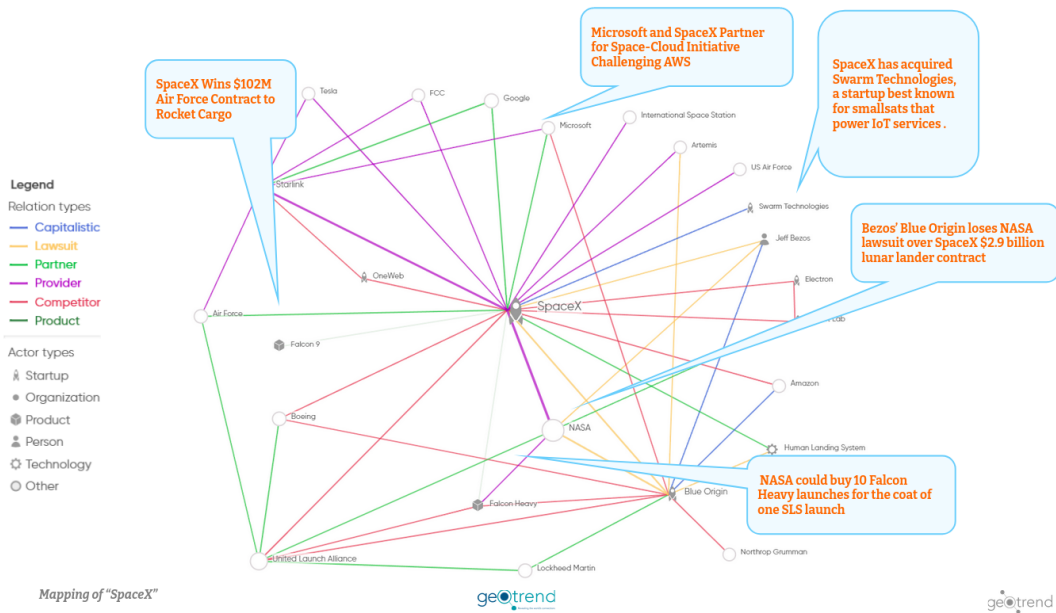 Microsoft and SpaceX Partner
for Space-Cloud Initiative
Challenging AWS
SpaceX has acquired
Swarm Technologies,
a startup best known
for smallsats that
power IoT services .
SpaceX Wins $102M
Air Force Contract to
Rocket Cargo
Tesla
FCC
Google
Microsoft
International Space Station
Artemis
US Air Force
Starlink
Swarm Technologies
Jeff Bezos
Bezos' Blue Origin loses NASA
lawsuit over SpaceX $2.9 billion
lunar lander contract
Legend
Relation types
Capitalistic
Lawsuit
Partner
Provider
Competitor
Product
Actor types
Startup
Organization
Product
Person
Technology
Other
OneWeb
Electron
SpaceX
Air Force
Lab
Falcon 9
Amazon
Boeing
NASA
Human Landing System
NASA could buy 10 Falcon
Heavy launches for the coat of
one SLS launch
Blue Origin
Falcon Heavy
Northrop Grumman
United Launch Alliance
Lockheed Martin
Mapping of "SpaceX"
geotrend
geotrend